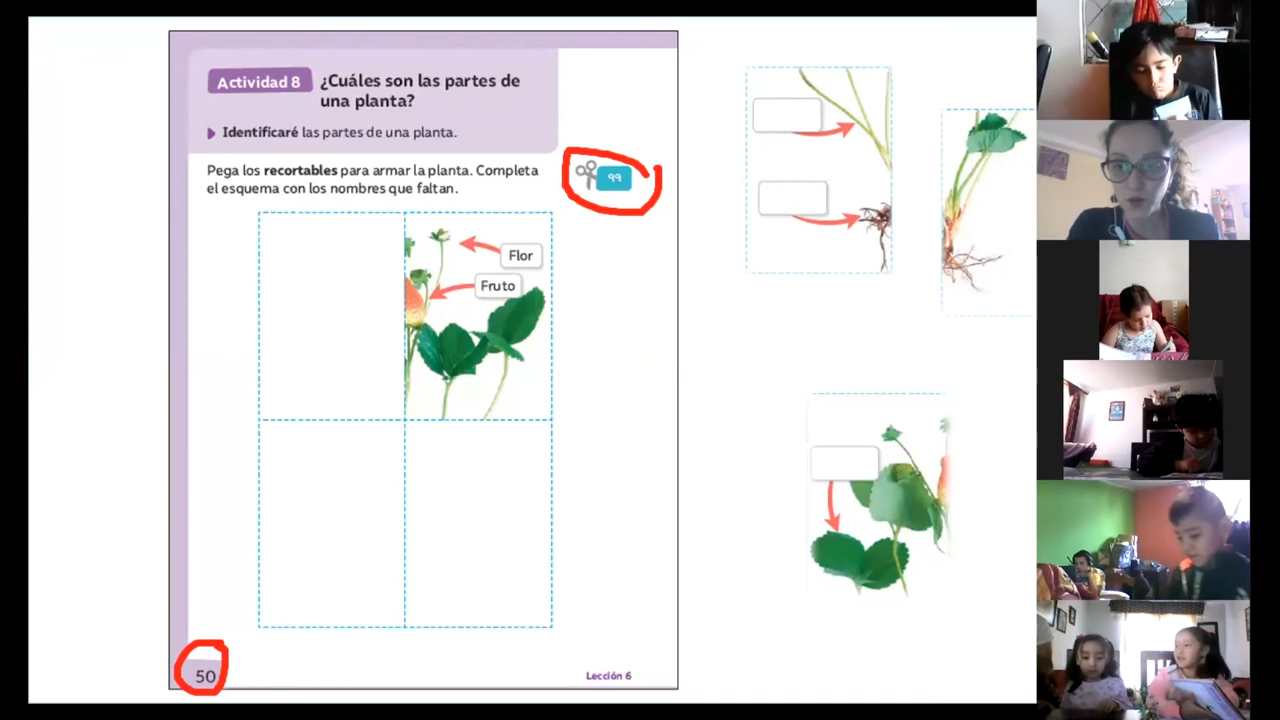 Actividad 8
¿Cuáles son las partes de
una planta?
Identificaré las partes de una planta.
Pega los recortables para armar la planta. Completa
el esquema con los nombres que faltan.
99
Flor
Fruto
50
Lección 6